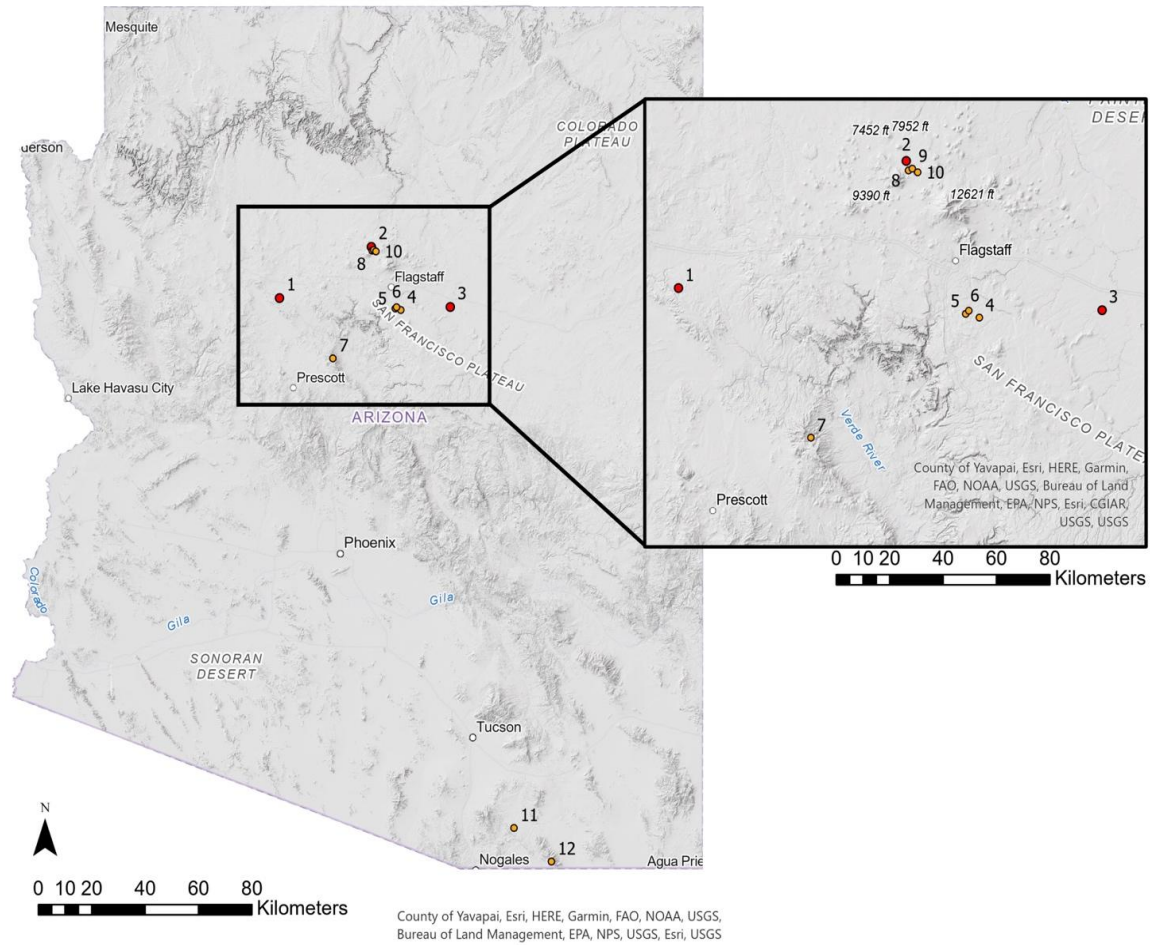 Mesquite
COLORADO
PLATEAU
uerson
2
10
8
Flagstaff
1
5
6
4
3
SAN FRANCISCO PLATEAU
7
Prescott
Lake Havasu City
ARIZONA
Phoenix
Colorado
Gila
Gila
SONORAN
DESERT
Tucson
11
12
Nogales
Agua Prie
N
0 10 20 40 60 80
Kilometers
County of Yavapai, Esri, HERE, Garmin, FAO, NOAA, USGS,
Bureau of Land Management, EPA, NPS, USGS, Esri, USGS
DESER
7452 ft
7952 ft
2
9
8
10
9390 ft
12621 ft
Flagstaff
1
5
6
4
3
SAN FRANCISCO PLATE
7
Verde River
Prescott
County of Yavapai, Esri, HERE, Garmin,
FAO, NOAA, USGS, Bureau of Land
Management, EPA, NPS, Esri, CGIAR,
USGS, USGS
0 10 20 40 60 80
Kilometers